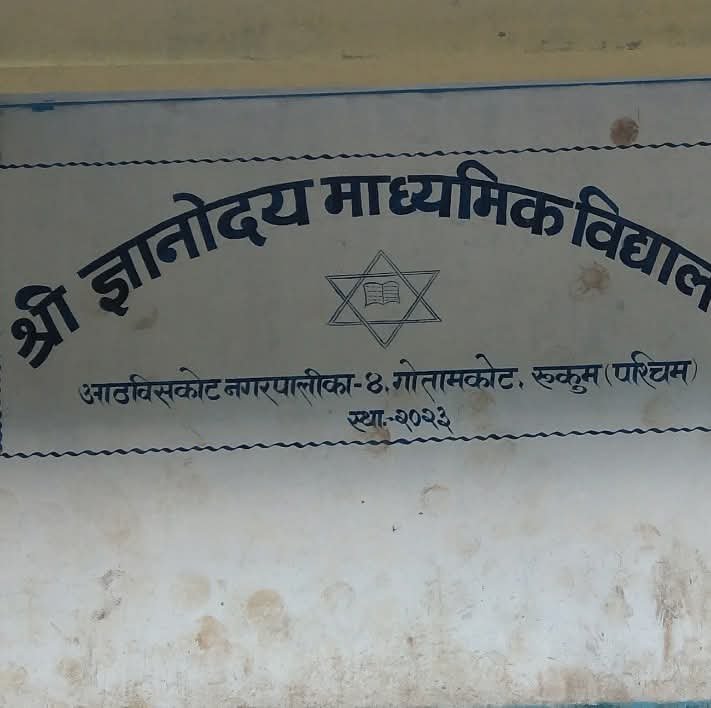 श्री ज्ञानोदय माध्यमिक विद्याल
आठविसकोट नगरपालीका-४, गोतामकोट, रूकुम (पश्चिम)
स्था.-२०२३